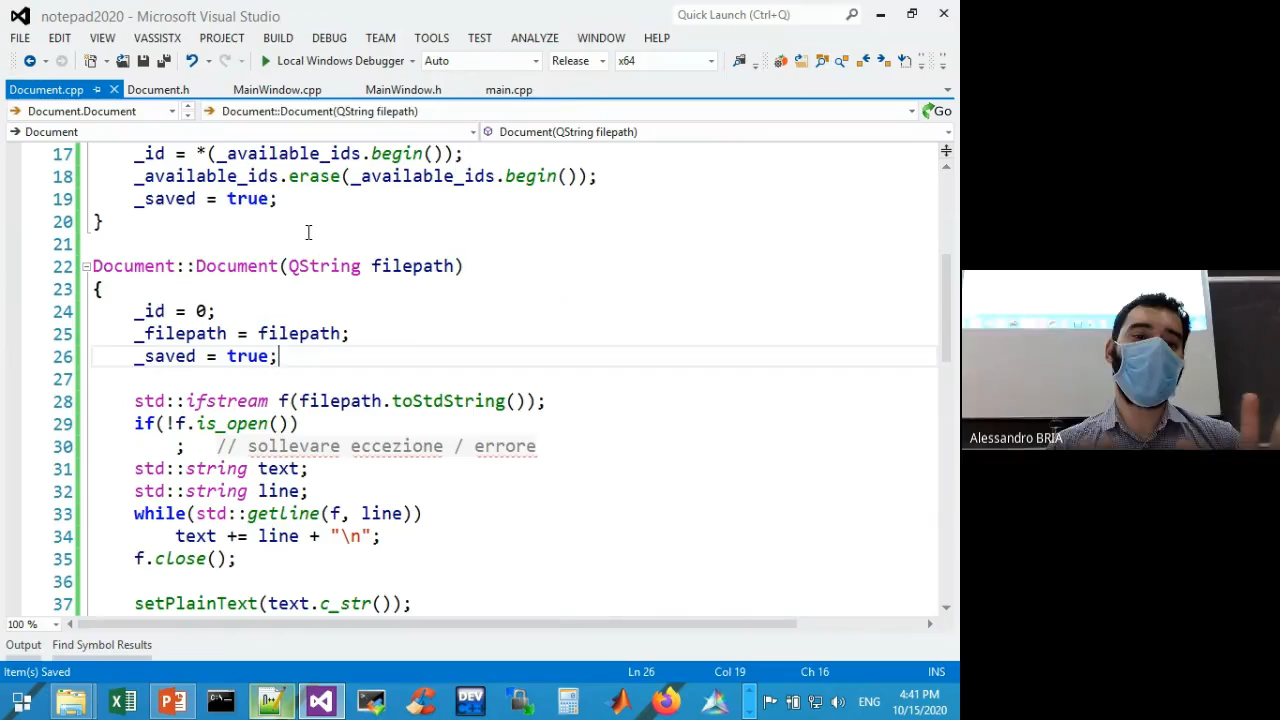 notepad2020 - Microsoft Visual Studio
Quick Launch (Ctrl+Q)
FILE EDIT VIEW VASSISTX PROJECT BUILD DEBUG TEAM TOOLS TEST ANALYZE WINDOW HELP
Local Windows Debugger Auto Release x64
Document.cpp Document.h MainWindow.cpp MainWindow.h main.cpp
Document.Document Document::Document(QString filepath) Go
Document Document(QString filepath)
17 _id = *(_available_ids.begin());
18 _available_ids.erase(_available_ids.begin());
19 _saved = true;
20 }
21
22 Document::Document(QString filepath)
23 {
24 _id = 0;
25 _filepath = filepath;
26 _saved = true;
27
28 std::ifstream f(filepath.toStdString());
29 if(!f.is_open())
30 ; // sollevare eccezione / errore
31 std::string text;
32 std::string line;
33 while(std::getline(f, line))
34 text += line + "\n";
35 f.close();
36
37 setPlainText(text.c_str());
100 %
Output Find Symbol Results
Item(s) Saved Ln 26 Col 19 Ch 16 INS
DEV
ENG
4:41 PM
10/15/2020
Alessandro BRIA